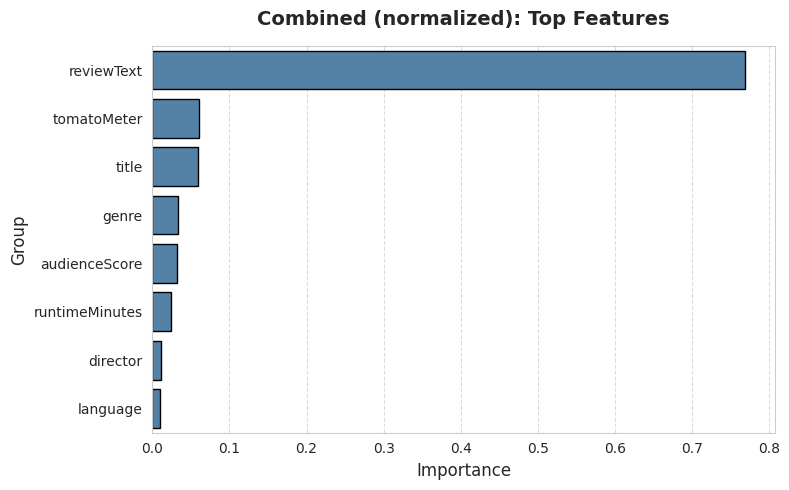 Combined (normalized): Top Features
Group
reviewText
tomatoMeter
title
genre
audienceScore
runtimeMinutes
director
language
0.0 0.1 0.2 0.3 0.4 0.5 0.6 0.7 0.8
Importance